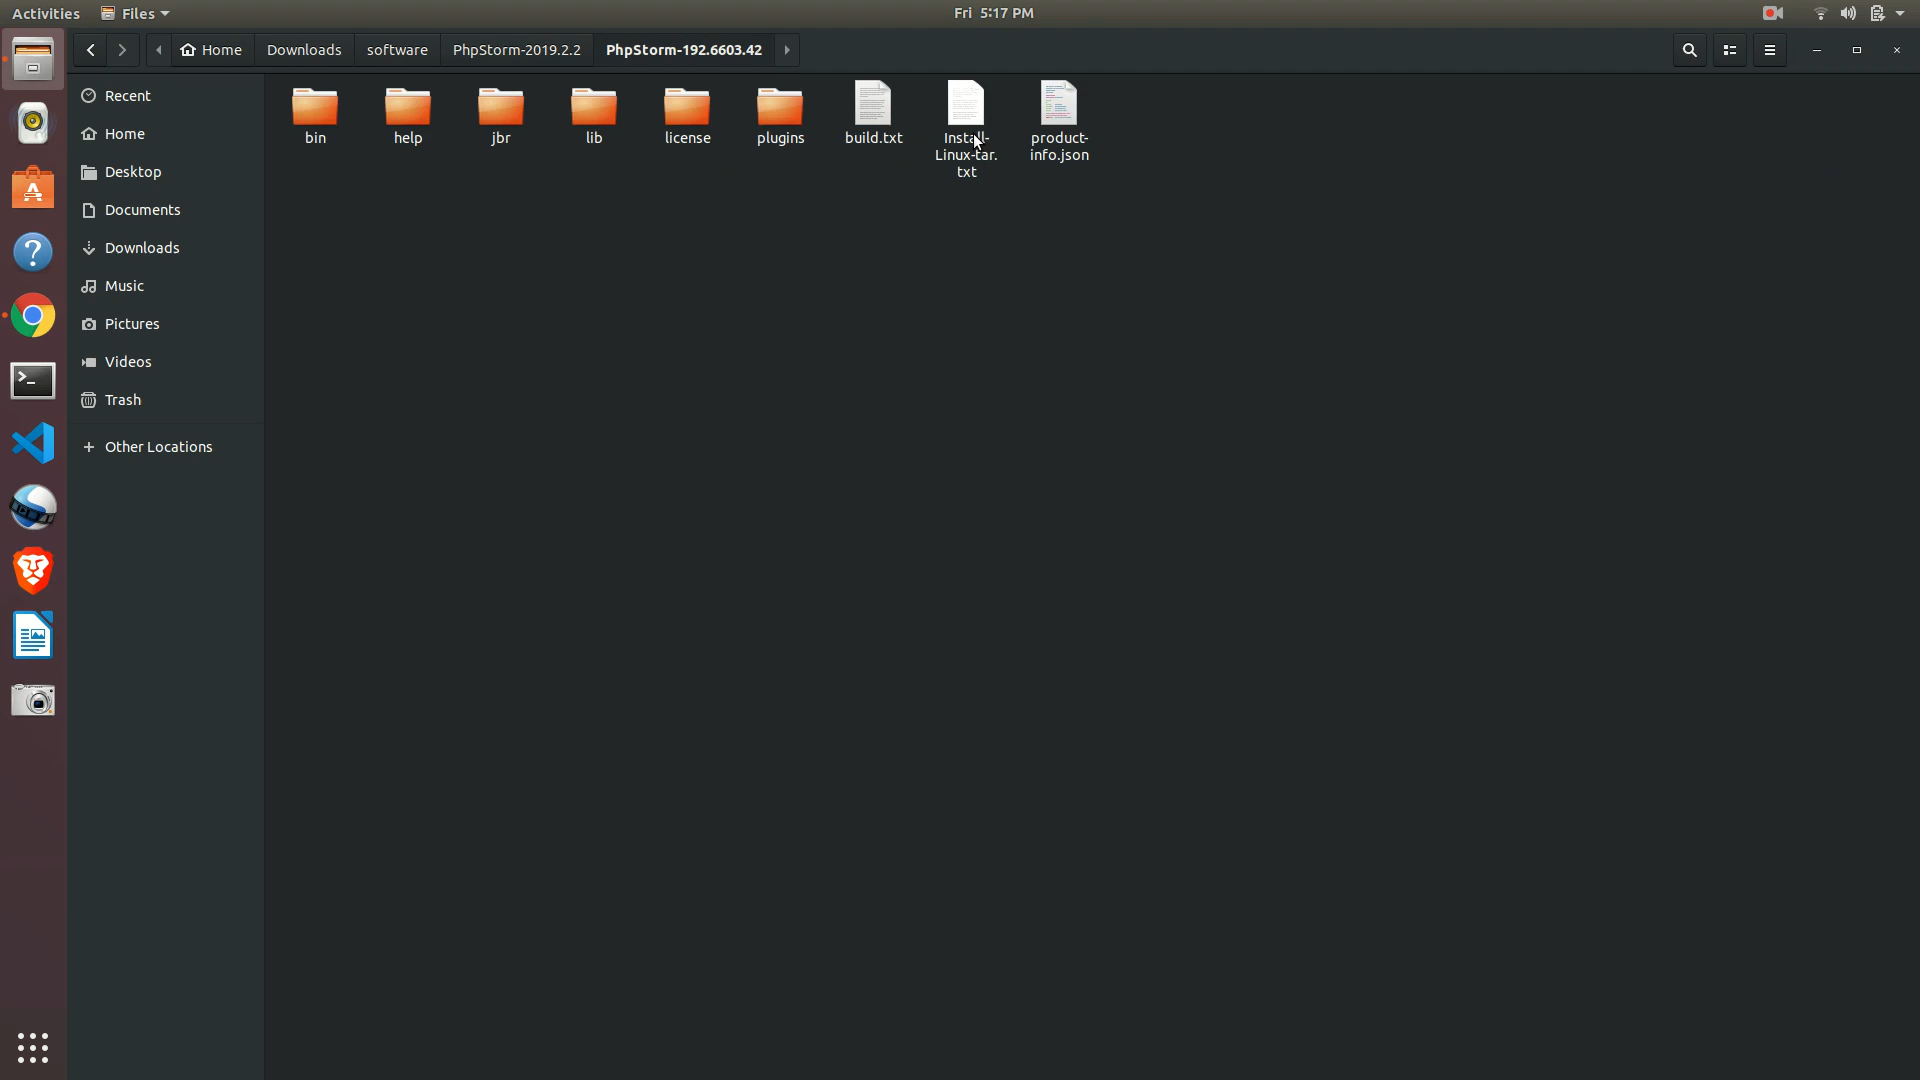 Activities
Files
Fri 5:17 PM
Home
Downloads
software
PhpStorm-2019.2.2
PhpStorm-192.6603.42
Recent
Home
Desktop
Documents
Downloads
Music
Pictures
Videos
Trash
Other Locations
bin
help
jbr
lib
license
plugins
build.txt
Install-
Linux-tar.
txt
product-
info.json